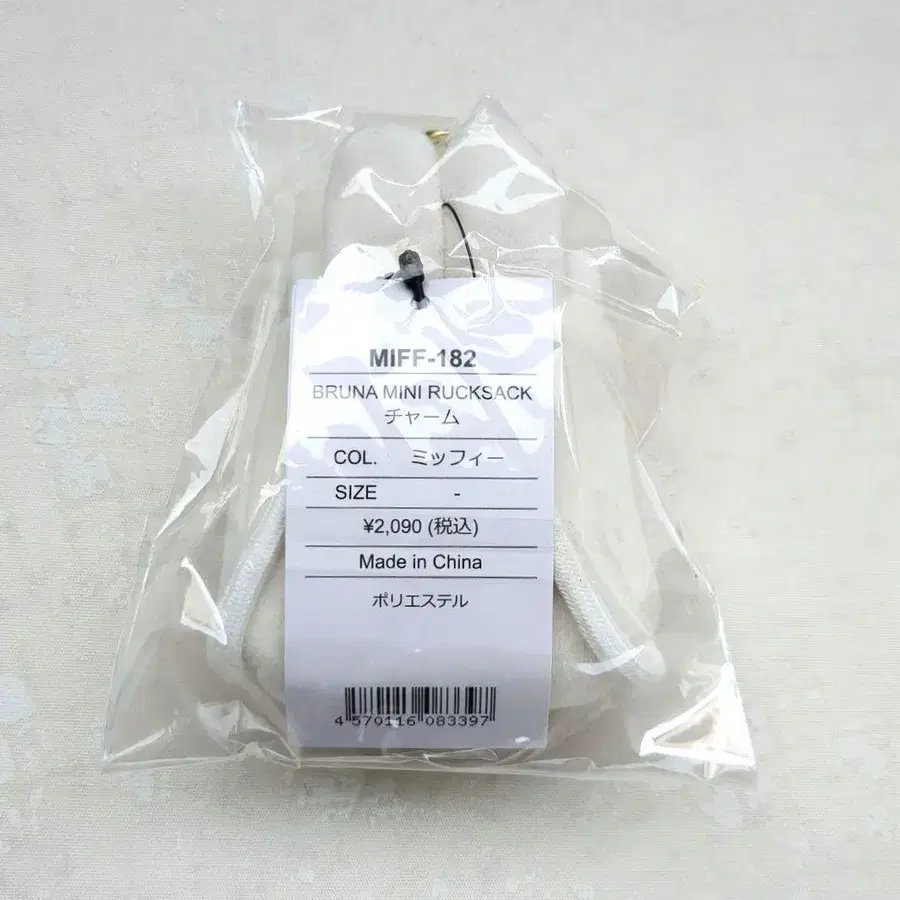 MIFF-182
BRUNA MINI RUCKSACK
チャーム
COL. ミッフィー
SIZE -
¥2,090 (税込)
Made in China
ポリエステル
4 570116 083397